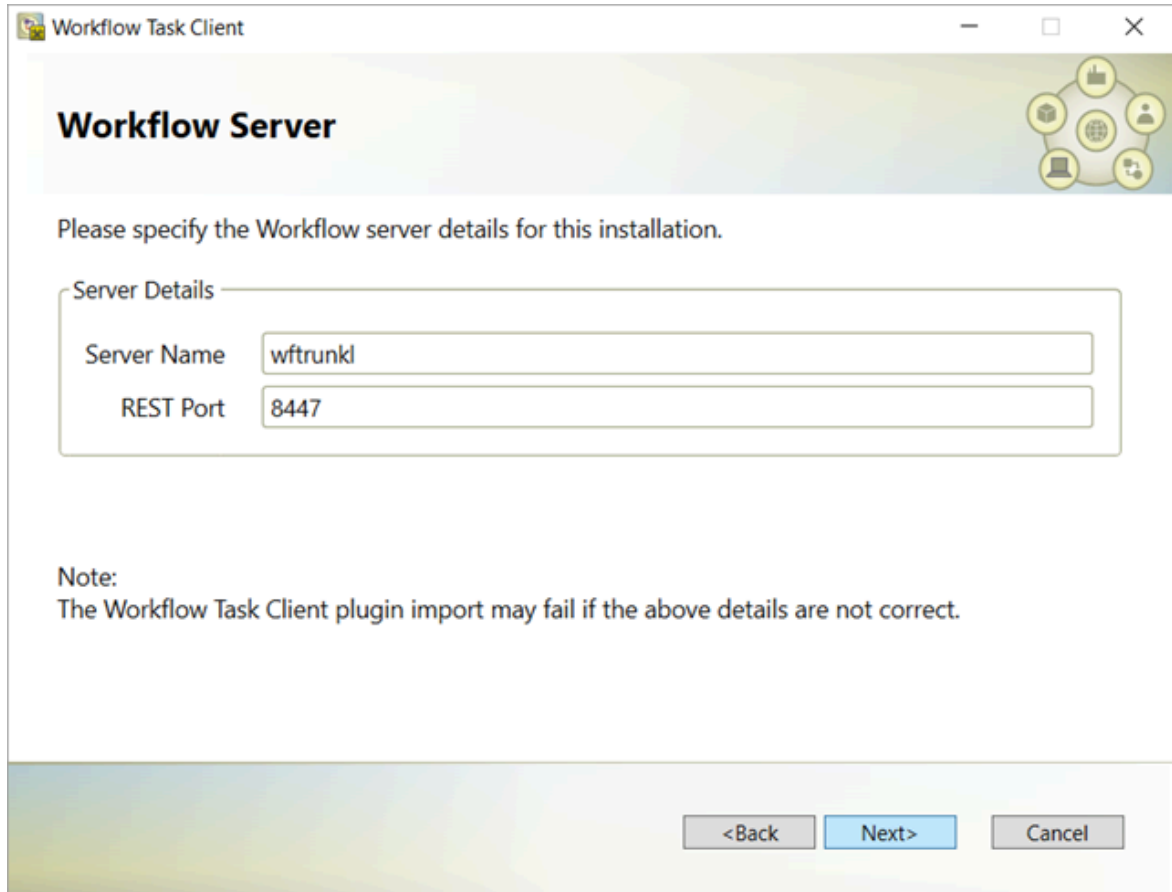 Workflow Task Client
Workflow Server
Please specify the Workflow server details for this installation.
Server Details
Server Name wftrunkl
REST Port 8447
Note:
The Workflow Task Client plugin import may fail if the above details are not correct.
<Back Next> Cancel